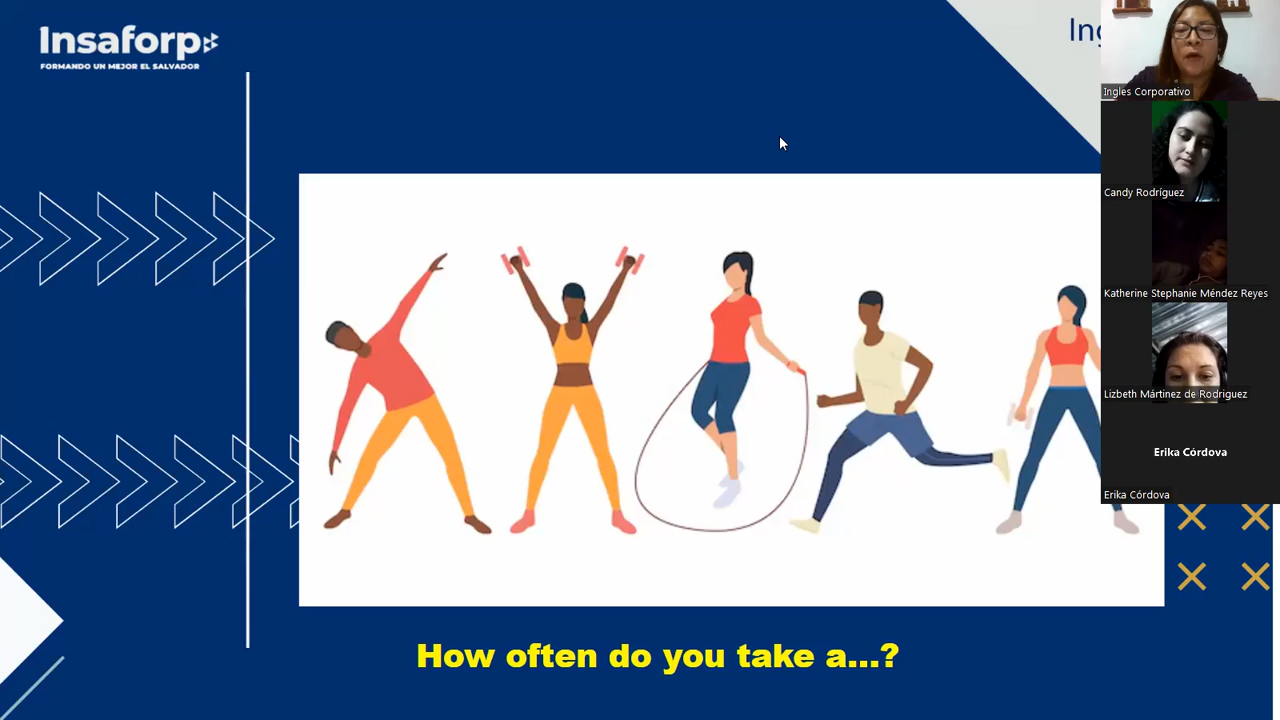 Insaforp
FORMANDO UN MEJOR EL SALVADOR
Ingles Corporativo
Candy Rodríguez
Katherine Stephanie Méndez Reyes
Lizbeth Mártinez de Rodriguez
Erika Córdova
Erika Córdova
How often do you take a...?